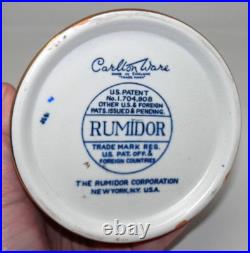 Carlton Ware
MADE IN ENGLAND
"TRADE MARK"
U.S. PATENT
No. 1,704,808
OTHER U.S. & FOREIGN
PATS. ISSUED & PENDING.
RUMIDOR
TRADE MARK REG.
U.S. PAT. OFF. &
FOREIGN COUNTRIES
THE RUMIDOR CORPORATION
NEW YORK, N.Y. U.S.A.